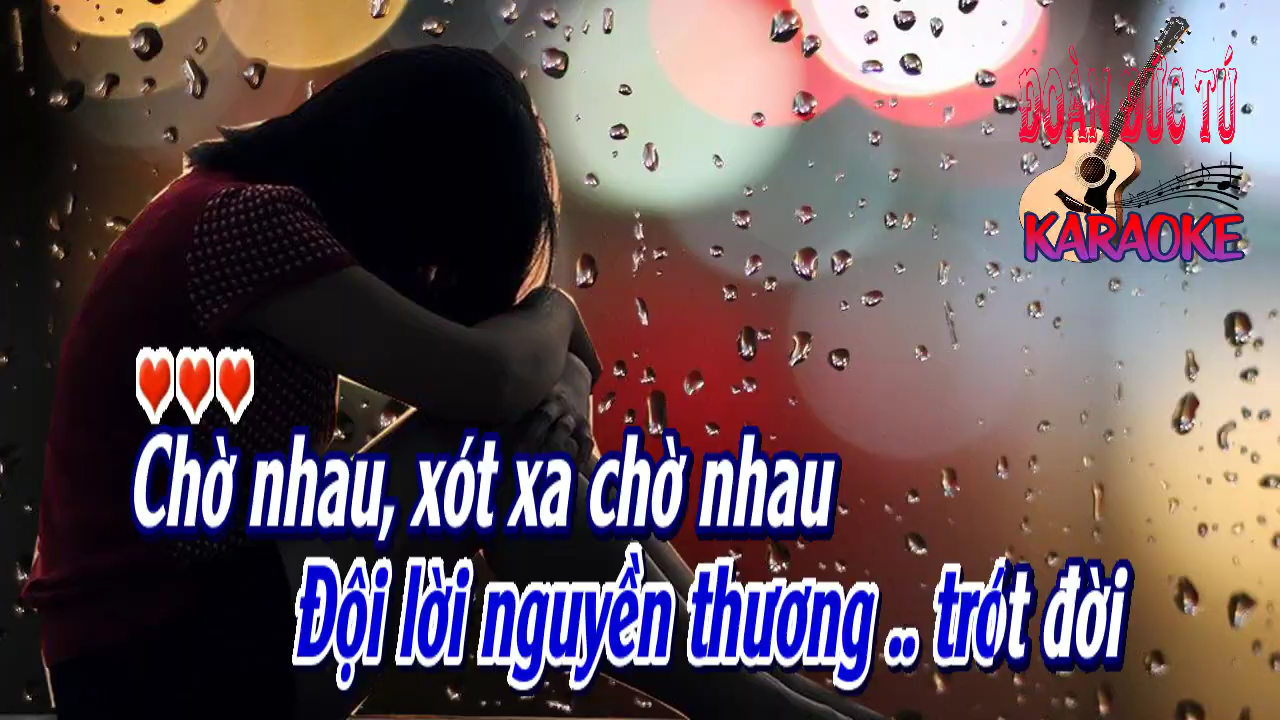 ĐOÀN ĐỨC TÚ
KARAOKE
Chờ nhau, xót xa chờ nhau
Đội lời nguyền thương .. trót đời